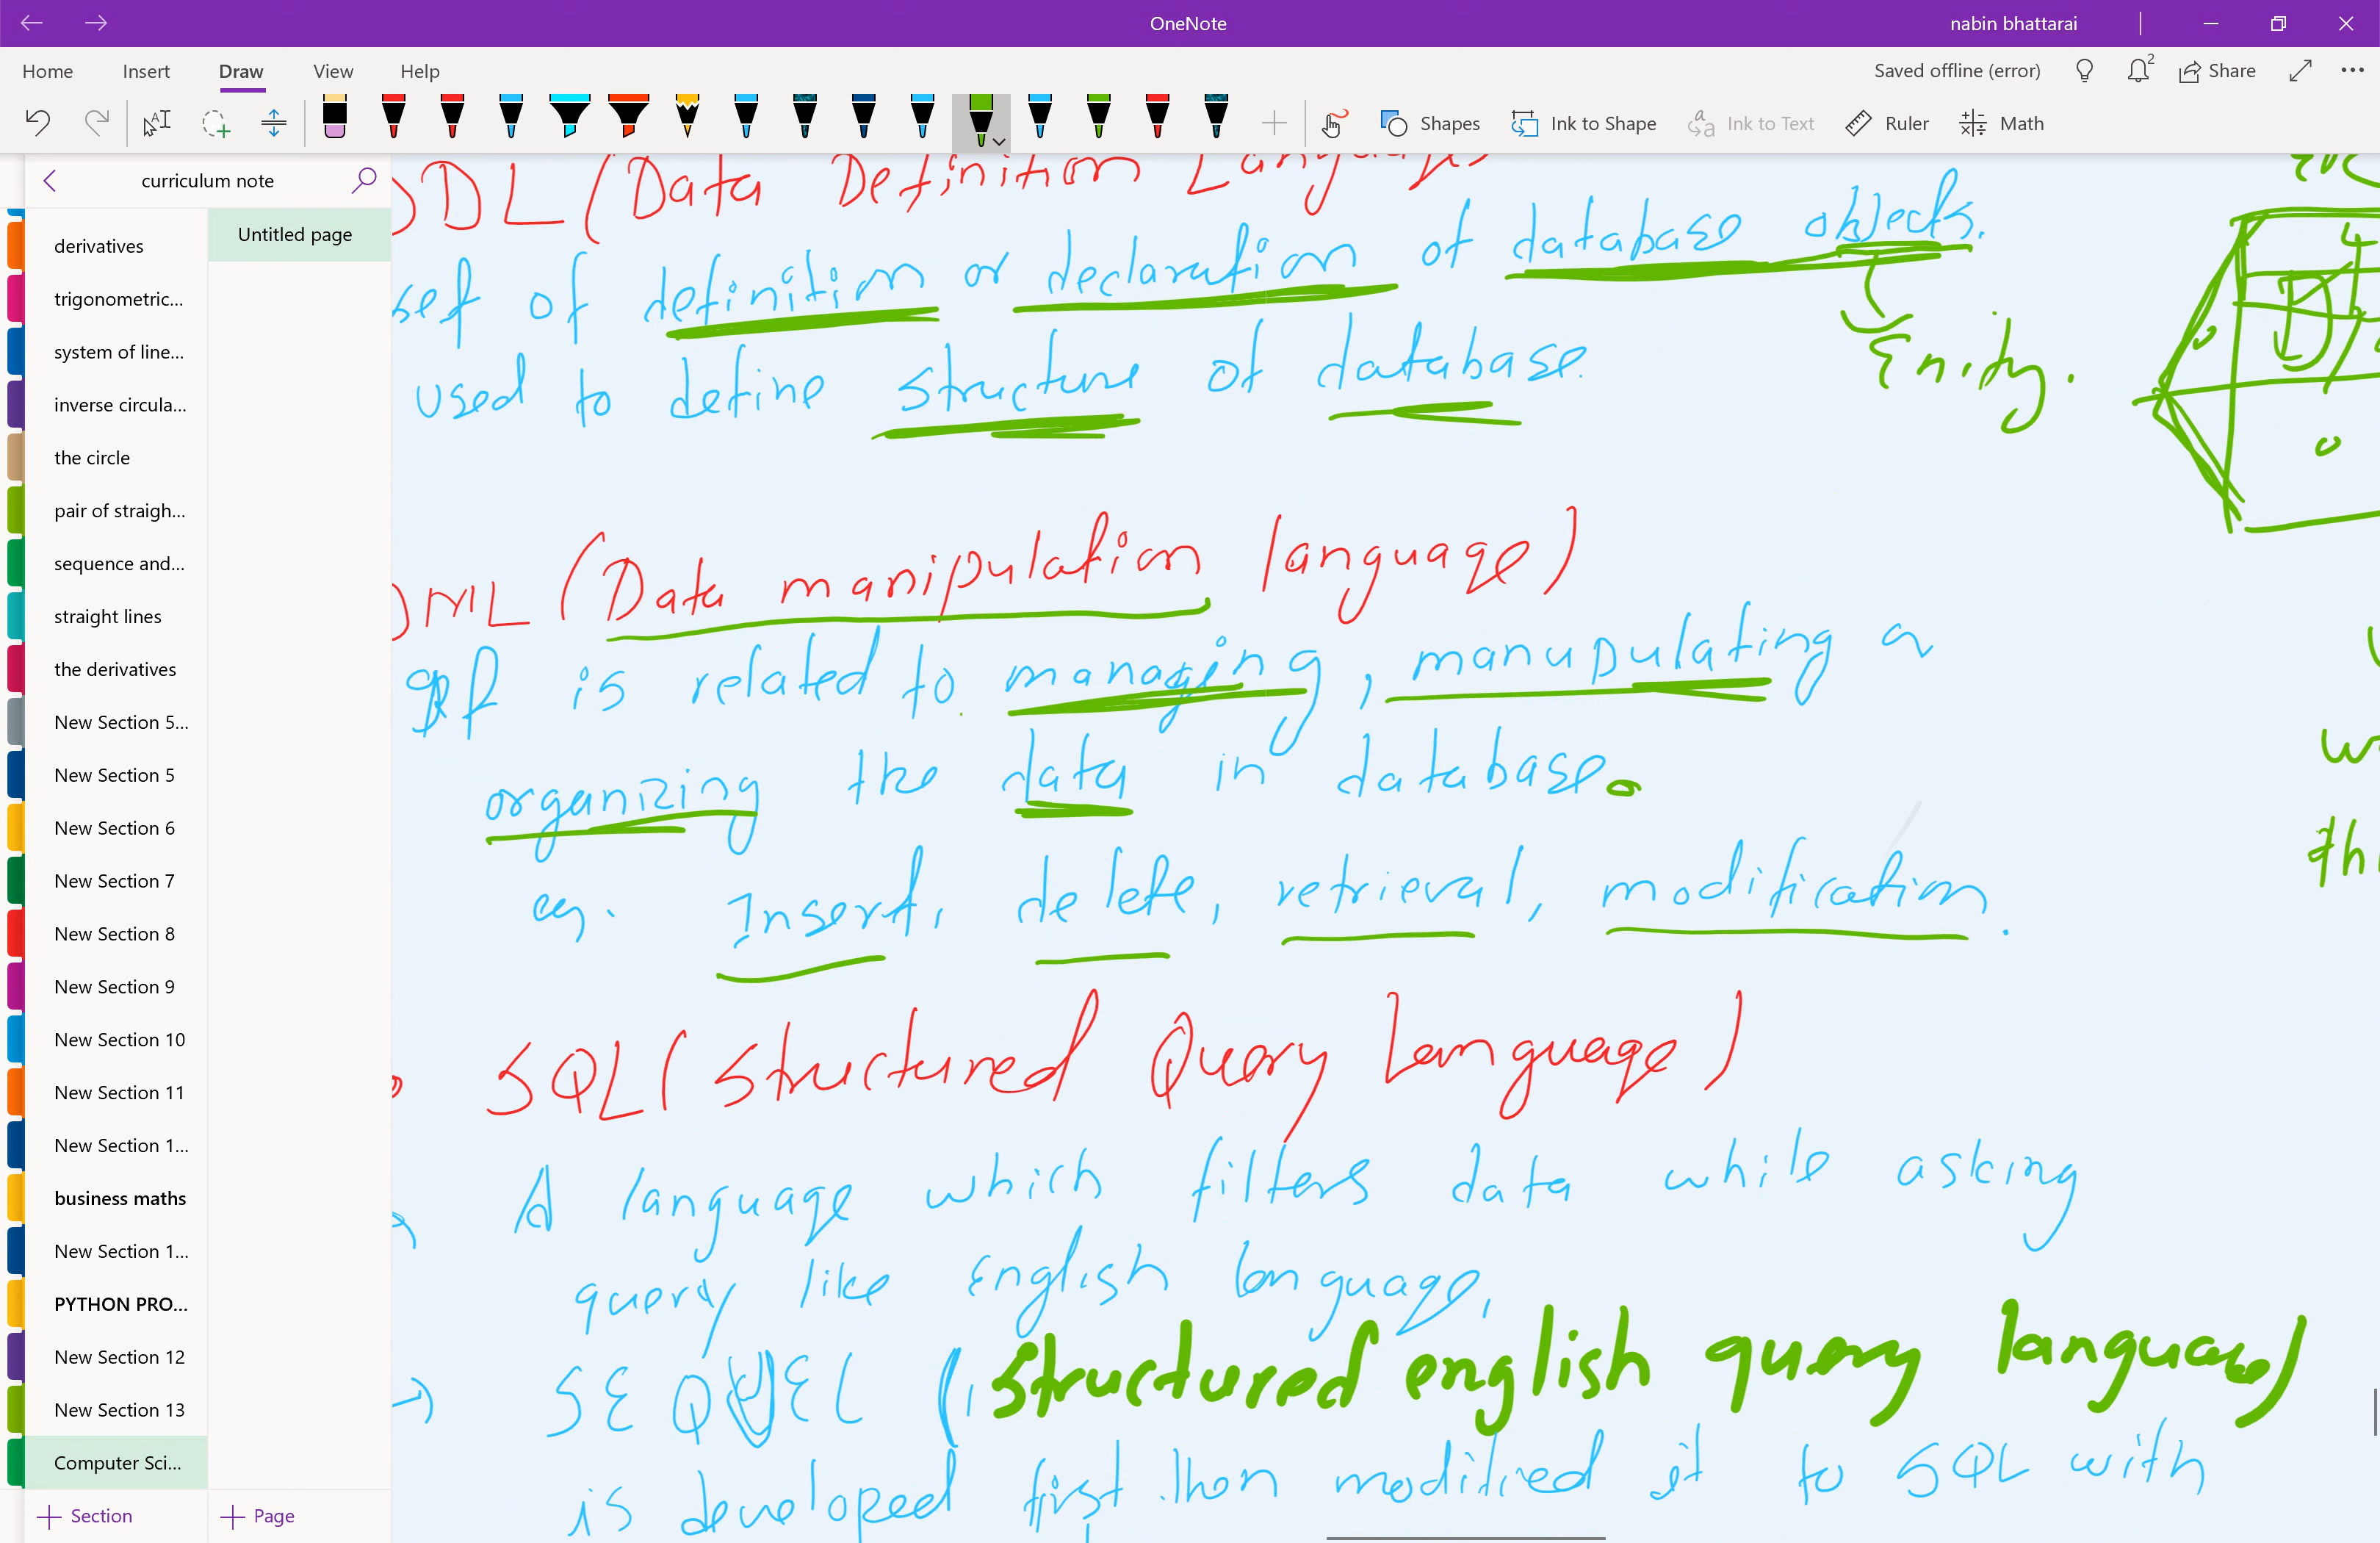 OneNote
nabin bhattarai
Home Insert Draw View Help
Saved offline (error) 2 Share
Shapes Ink to Shape Ink to Text Ruler Math
curriculum note
Untitled page
derivatives
trigonometric...
system of line...
inverse circula...
the circle
pair of straigh...
sequence and...
straight lines
the derivatives
New Section 5...
New Section 5
New Section 6
New Section 7
New Section 8
New Section 9
New Section 10
New Section 11
New Section 1...
business maths
New Section 1...
PYTHON PRO...
New Section 12
New Section 13
Computer Sci...
Section
Page
DDL (Data Definition Language
set of definition or declaration of database objects.
Enity.
used to define structure of database.
DML (Data manipulation language)
It is related to managing, manupulating
organizing the data in database.
eg. Insert, delete, retrieval, modification.
SQL (Structured Query Language)
A language which filters data while asking
query like English language,
SEQUEL (structured english query language)
is developed first then modified it to SQL with